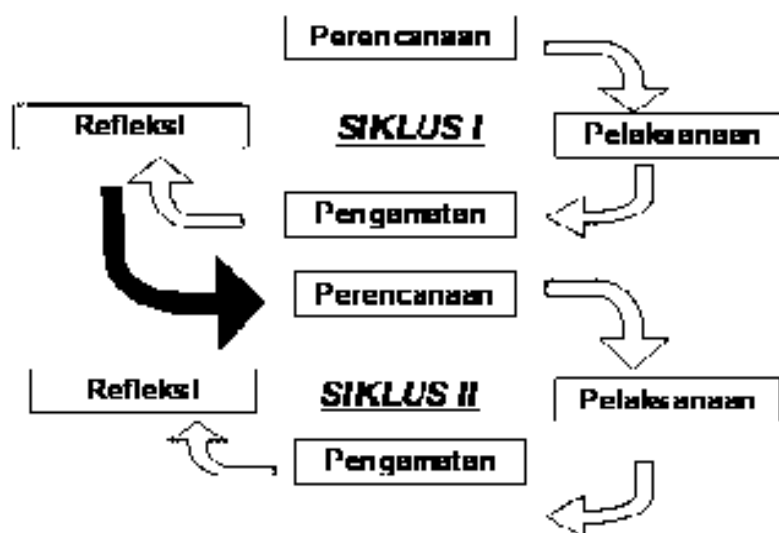 Perencanaan
Refleksi
SIKLUS I
Pelaksanaan
Pengamatan
Perencanaan
Refleksi
SIKLUS II
Pelaksanaan
Pengamatan